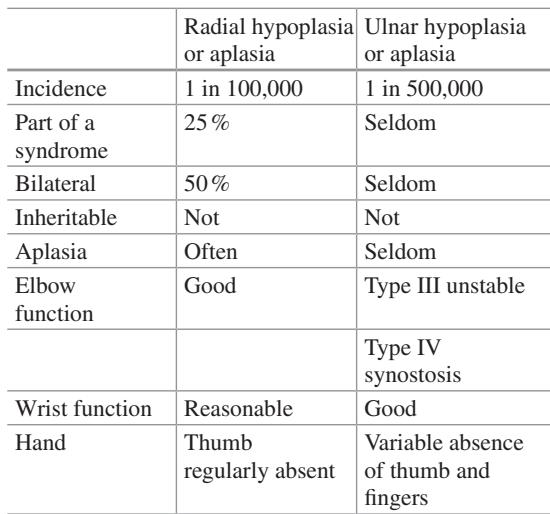 Radial hypoplasia Ulnar hypoplasia
or aplasia or aplasia
Incidence 1 in 100,000 1 in 500,000
Part of a 25 % Seldom
syndrome
Bilateral 50 % Seldom
Inheritable Not Not
Aplasia Often Seldom
Elbow Good Type III unstable
function
Type IV
synostosis
Wrist function Reasonable Good
Hand Thumb Variable absence
regularly absent of thumb and
fingers